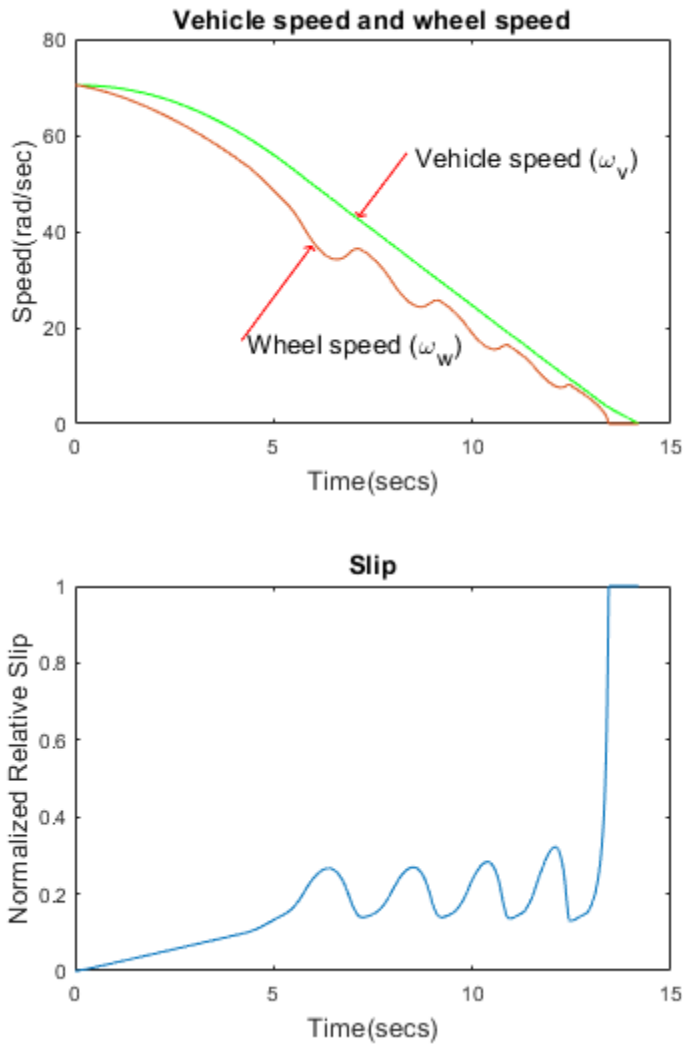 Vehicle speed and wheel speed
80
60
40
20
0
Speed(rad/sec)
Vehicle speed (ωv)
Wheel speed (ωw)
0 5 10 15
Time(secs)
Slip
1
0.8
0.6
0.4
0.2
0
Normalized Relative Slip
0 5 10 15
Time(secs)